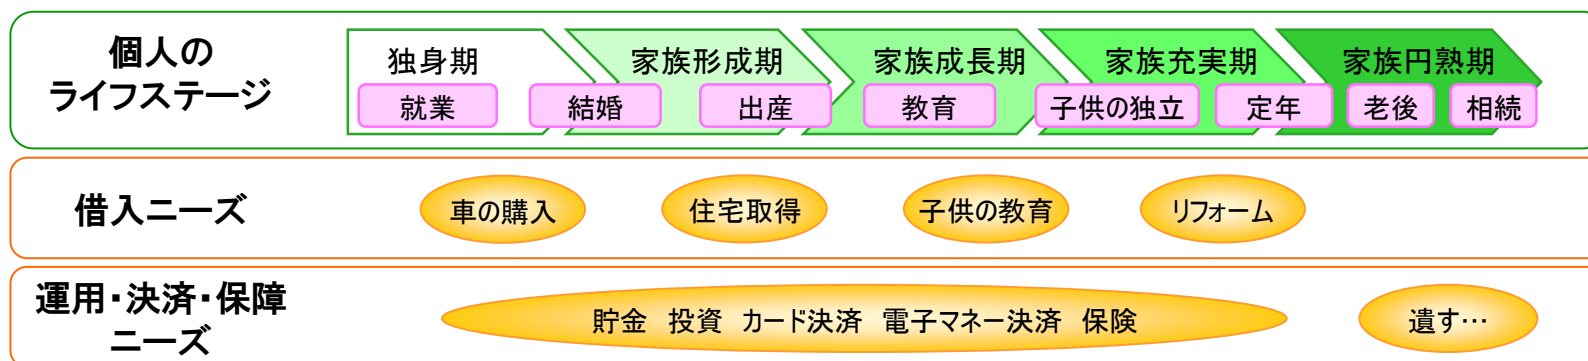 個人の
ライフステージ
独身期 家族形成期 家族成長期 家族充実期 家族円熟期
就業 結婚 出産 教育 子供の独立 定年 老後 相続
借入ニーズ
車の購入 住宅取得 子供の教育 リフォーム
運用・決済・保障
ニーズ
貯金 投資 カード決済 電子マネー決済 保険 遺す…